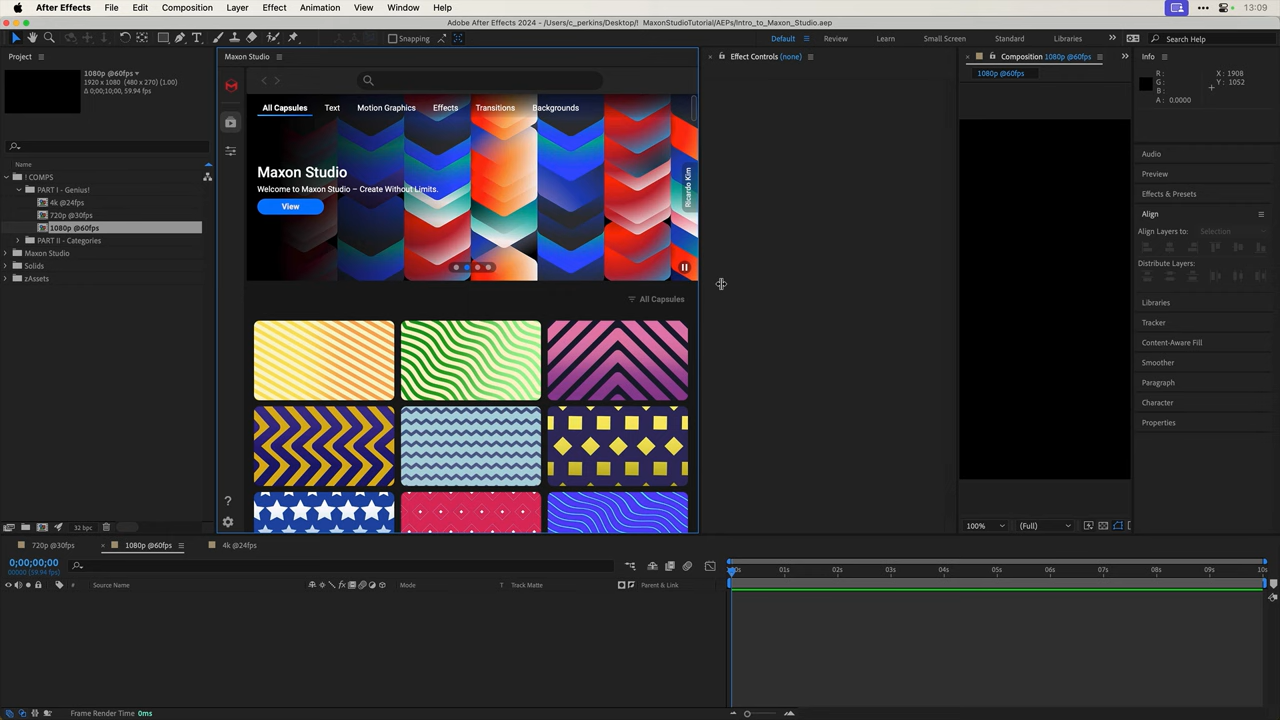 After Effects File Edit Composition Layer Effect Animation View Window Help 13:09
Adobe After Effects 2024 - /Users/c_perkins/Desktop/! MaxonStudioTutorial/AEPs/Intro_to_Maxon_Studio.aep
Snapping Default Review Learn Small Screen Standard Libraries Search Help
Project
1080p @60fps
1920 x 1080 (480 x 270) (1.00)
Δ 0;00;10;00, 59.94 fps
Name
! COMPS
PART I - Genius!
4k @24fps
720p @30fps
1080p @60fps
PART II - Categories
Maxon Studio
Solids
zAssets
32 bpc
Maxon Studio
All Capsules Text Motion Graphics Effects Transitions Backgrounds
Maxon Studio
Welcome to Maxon Studio – Create Without Limits.
View
Ricardo Kim
All Capsules
Effect Controls (none)
Composition 1080p @60fps
1080p @60fps
100% (Full)
Info
R: X: 1908
G: Y: 1052
B:
A: 0.0000
Audio
Preview
Effects & Presets
Align
Align Layers to: Selection
Distribute Layers:
Libraries
Tracker
Content-Aware Fill
Smoother
Paragraph
Character
Properties
720p @30fps 1080p @60fps 4k @24fps
0;00;00;00
00000 (59.94 fps)
Source Name Mode T Track Matte Parent & Link
01s 02s 03s 04s 05s 06s 07s 08s 09s 10s
Frame Render Time 0ms